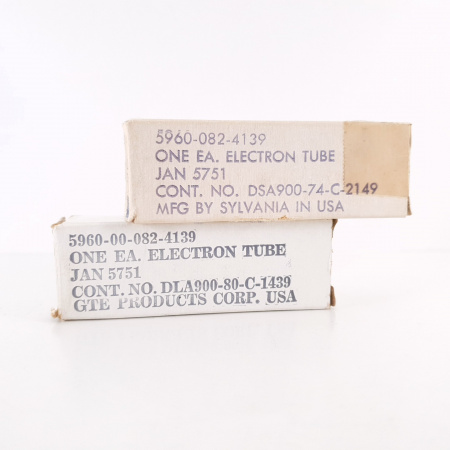 5960-082-4139
ONE EA. ELECTRON TUBE
JAN 5751
CONT. NO. DSA900-74-C-2149
MFG BY SYLVANIA IN USA
5960-00-082-4139
ONE EA. ELECTRON TUBE
JAN 5751
CONT. NO. DLA900-80-C-1439
GTE PRODUCTS CORP. USA